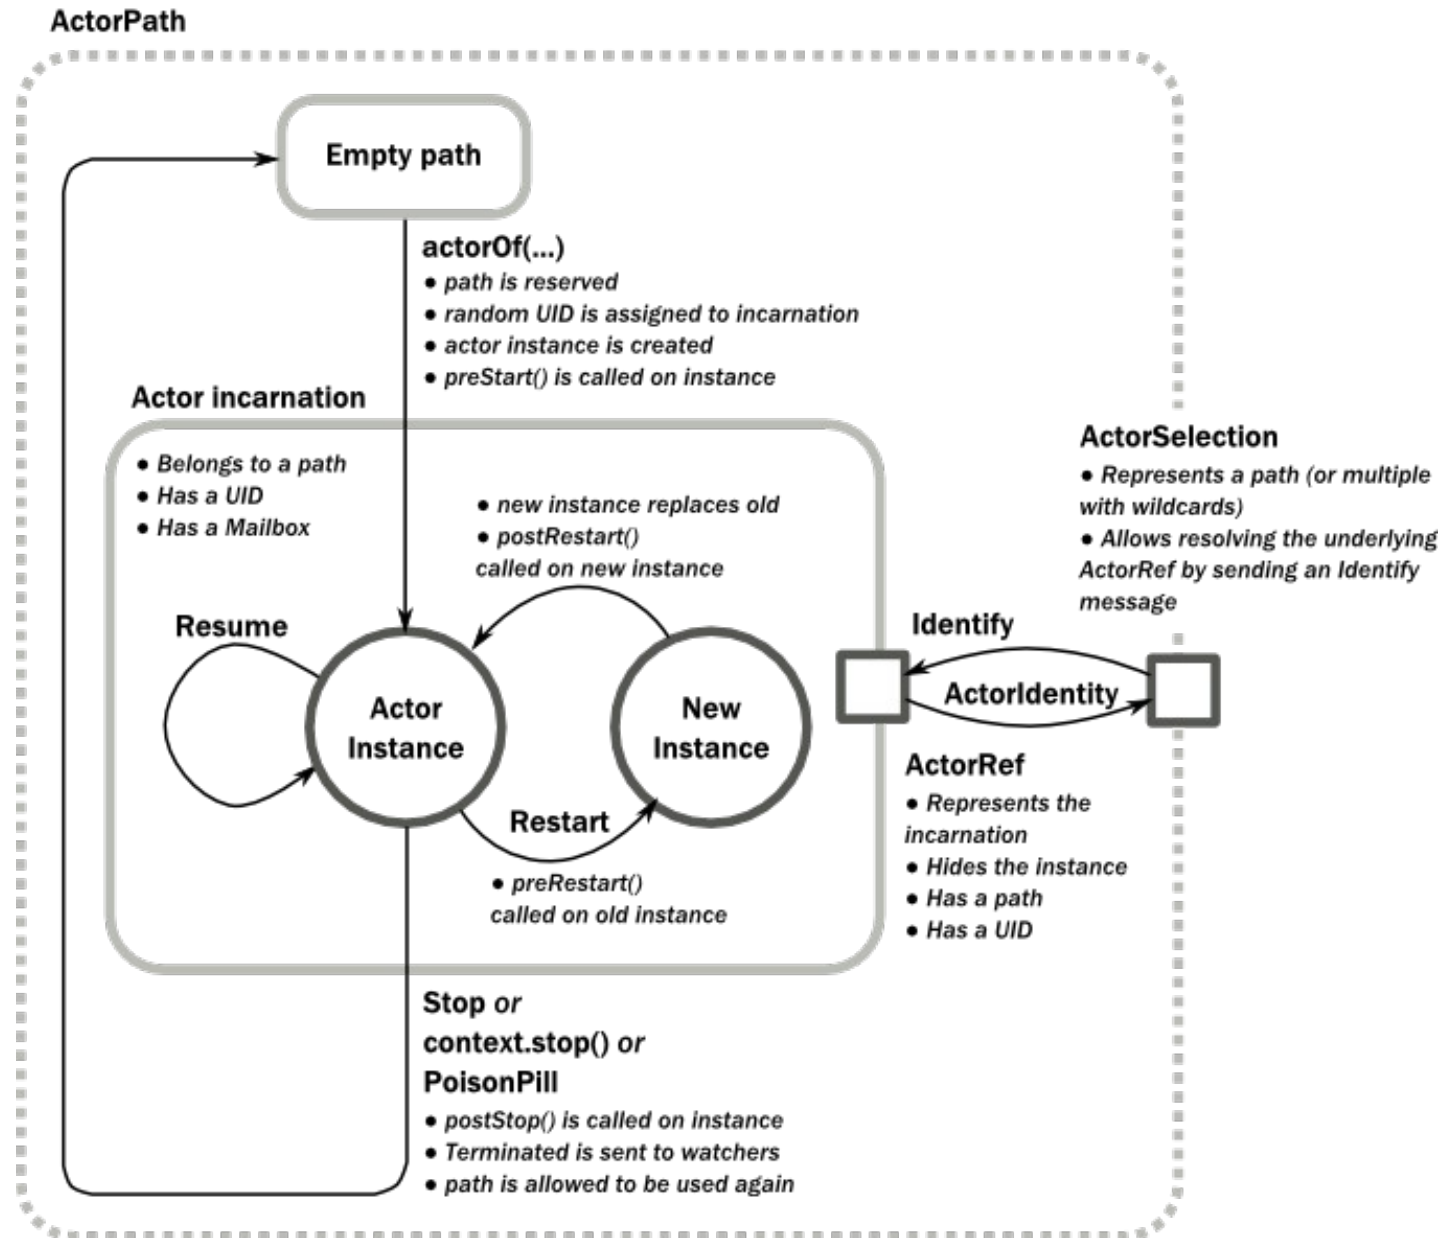 ActorPath
Empty path
actorOf(...)
● path is reserved
● random UID is assigned to incarnation
● actor instance is created
● preStart() is called on instance
Actor incarnation
● Belongs to a path
● Has a UID
● Has a Mailbox
● new instance replaces old
● postRestart()
called on new instance
Resume
Actor
Instance
New
Instance
Restart
● preRestart()
called on old instance
ActorSelection
● Represents a path (or multiple
with wildcards)
● Allows resolving the underlying
ActorRef by sending an Identify
message
Identify
ActorIdentity
ActorRef
● Represents the
incarnation
● Hides the instance
● Has a path
● Has a UID
Stop or
context.stop() or
PoisonPill
● postStop() is called on instance
● Terminated is sent to watchers
● path is allowed to be used again